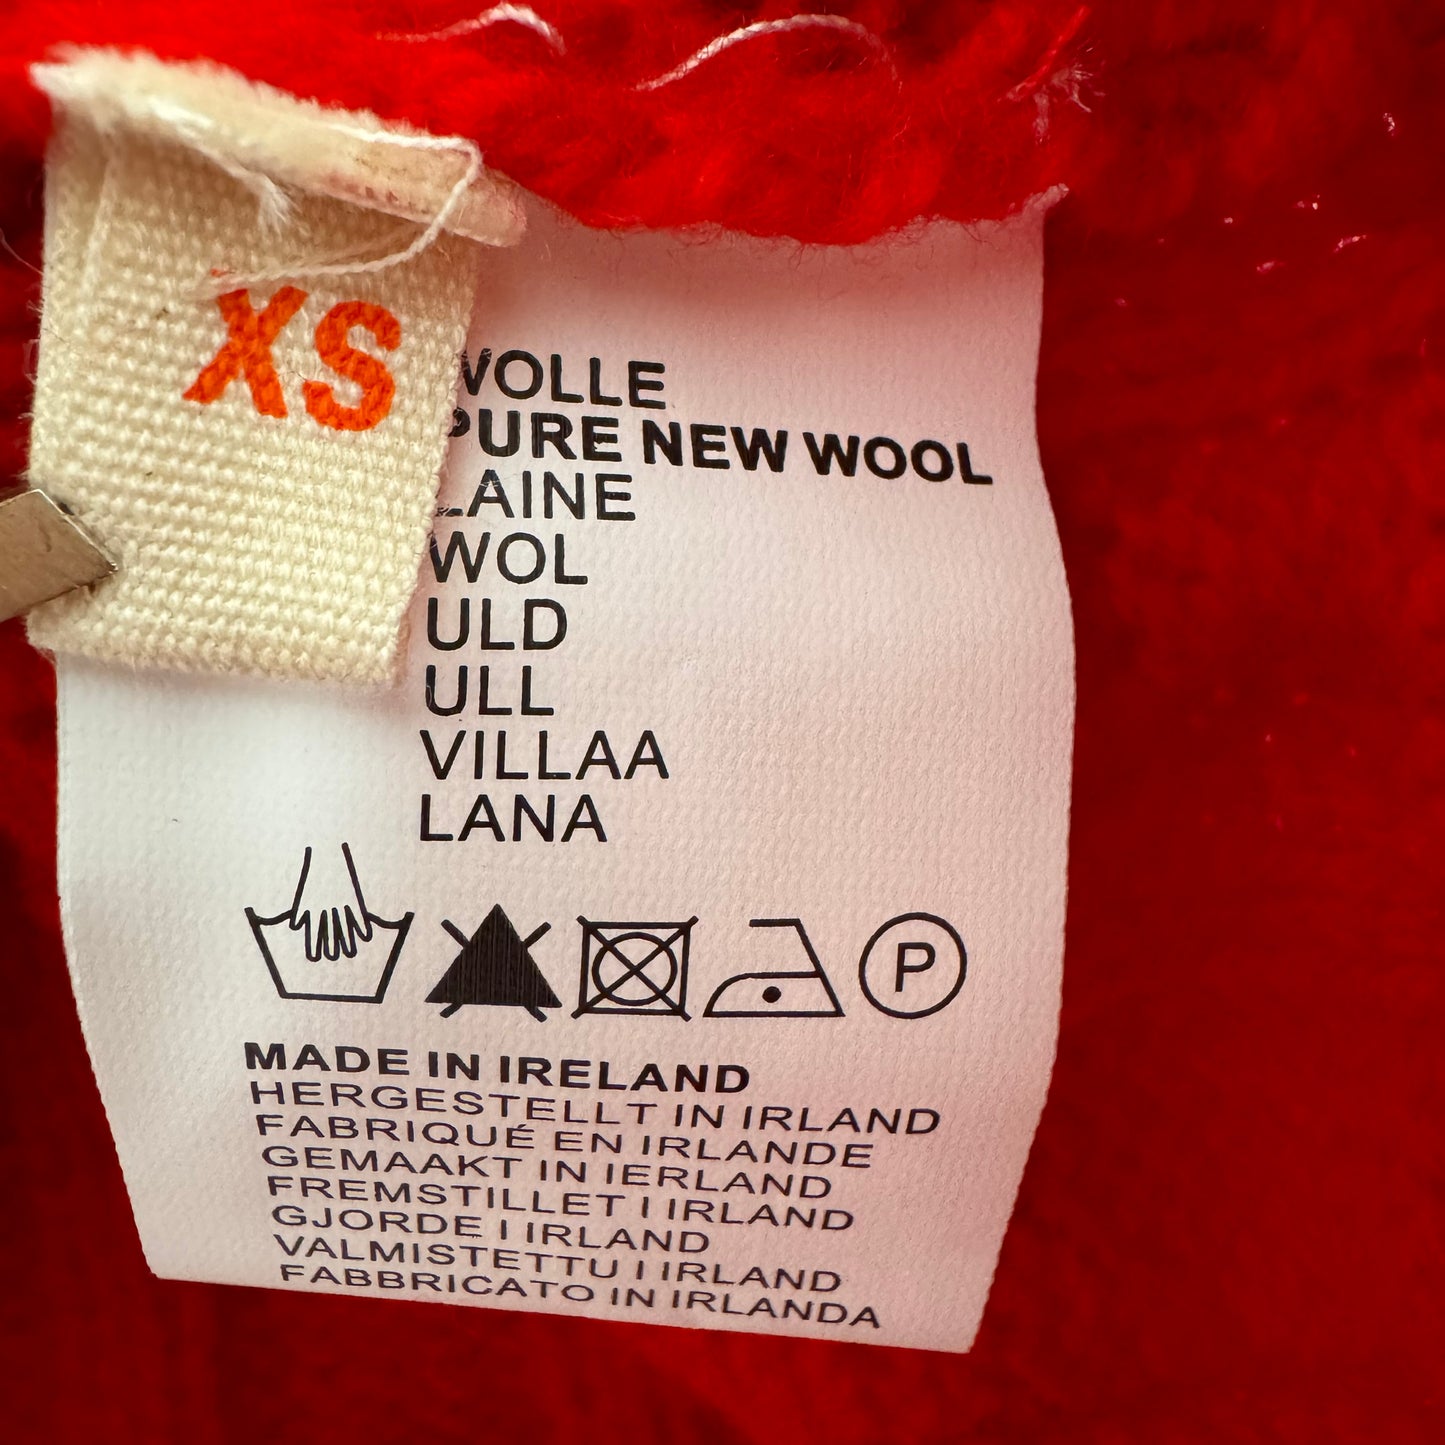 XS
WOLLE
PURE NEW WOOL
LAINE
WOL
ULD
ULL
VILLAA
LANA
P
MADE IN IRELAND
HERGESTELLT IN IRLAND
FABRIQUÉ EN IRLANDE
GEMAAKT IN IERLAND
FREMSTILLET I IRLAND
GJORDE I IRLAND
VALMISTETTU I IRLAND
FABBRICATO IN IRLANDA